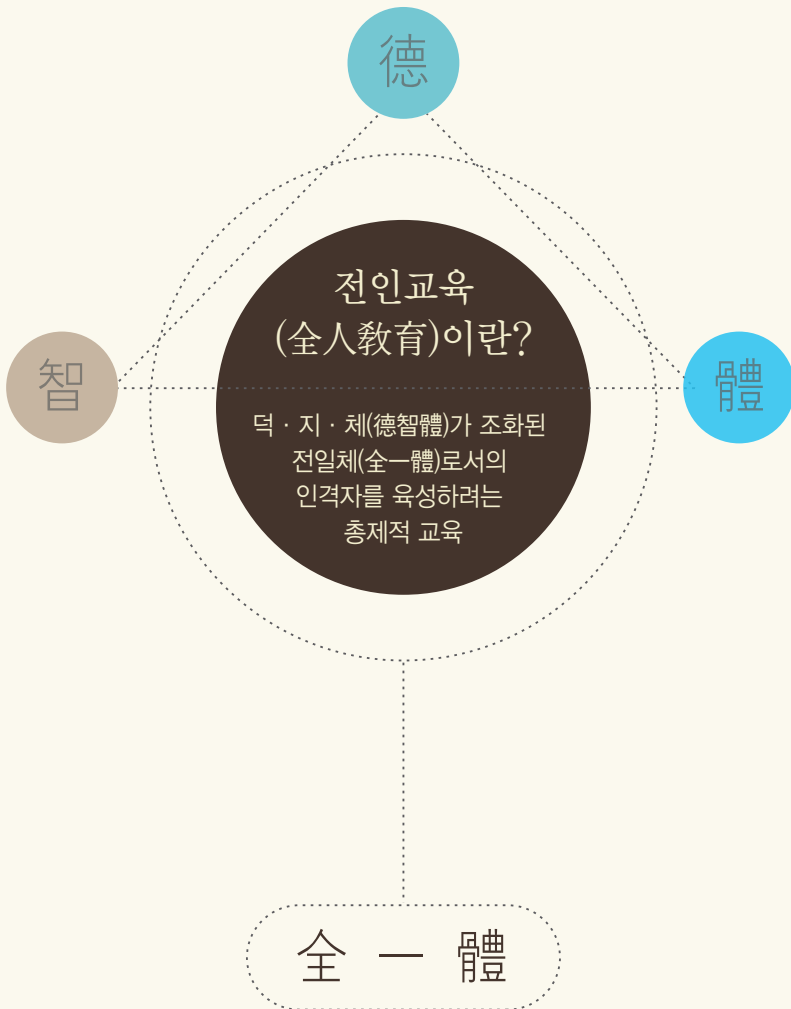 德
전인교육
(全人敎育)이란?
智
體
덕 · 지 · 체(德智體)가 조화된
전일체(全一體)로서의
인격자를 육성하려는
총제적 교육
全 一 體